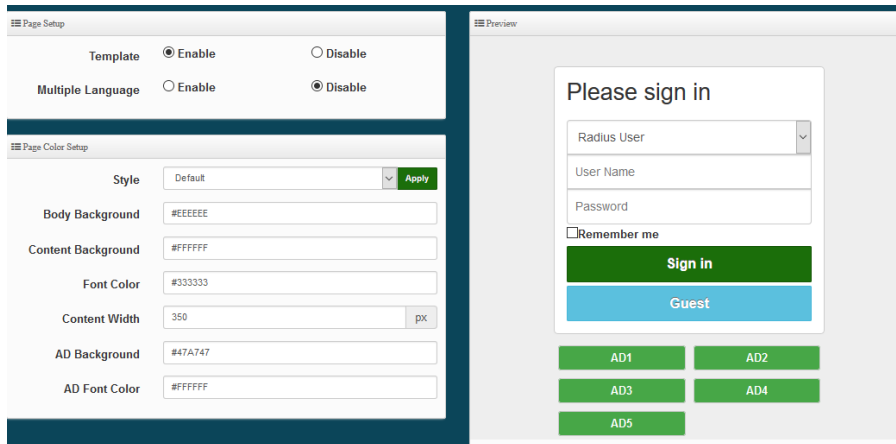 Page Setup
Template Enable Disable
Multiple Language Enable Disable
Page Color Setup
Style Default Apply
Body Background #EEEEEE
Content Background #FFFFFF
Font Color #333333
Content Width 350 px
AD Background #47A747
AD Font Color #FFFFFF
Preview
Please sign in
Radius User
User Name
Password
Remember me
Sign in
Guest
AD1 AD2
AD3 AD4
AD5